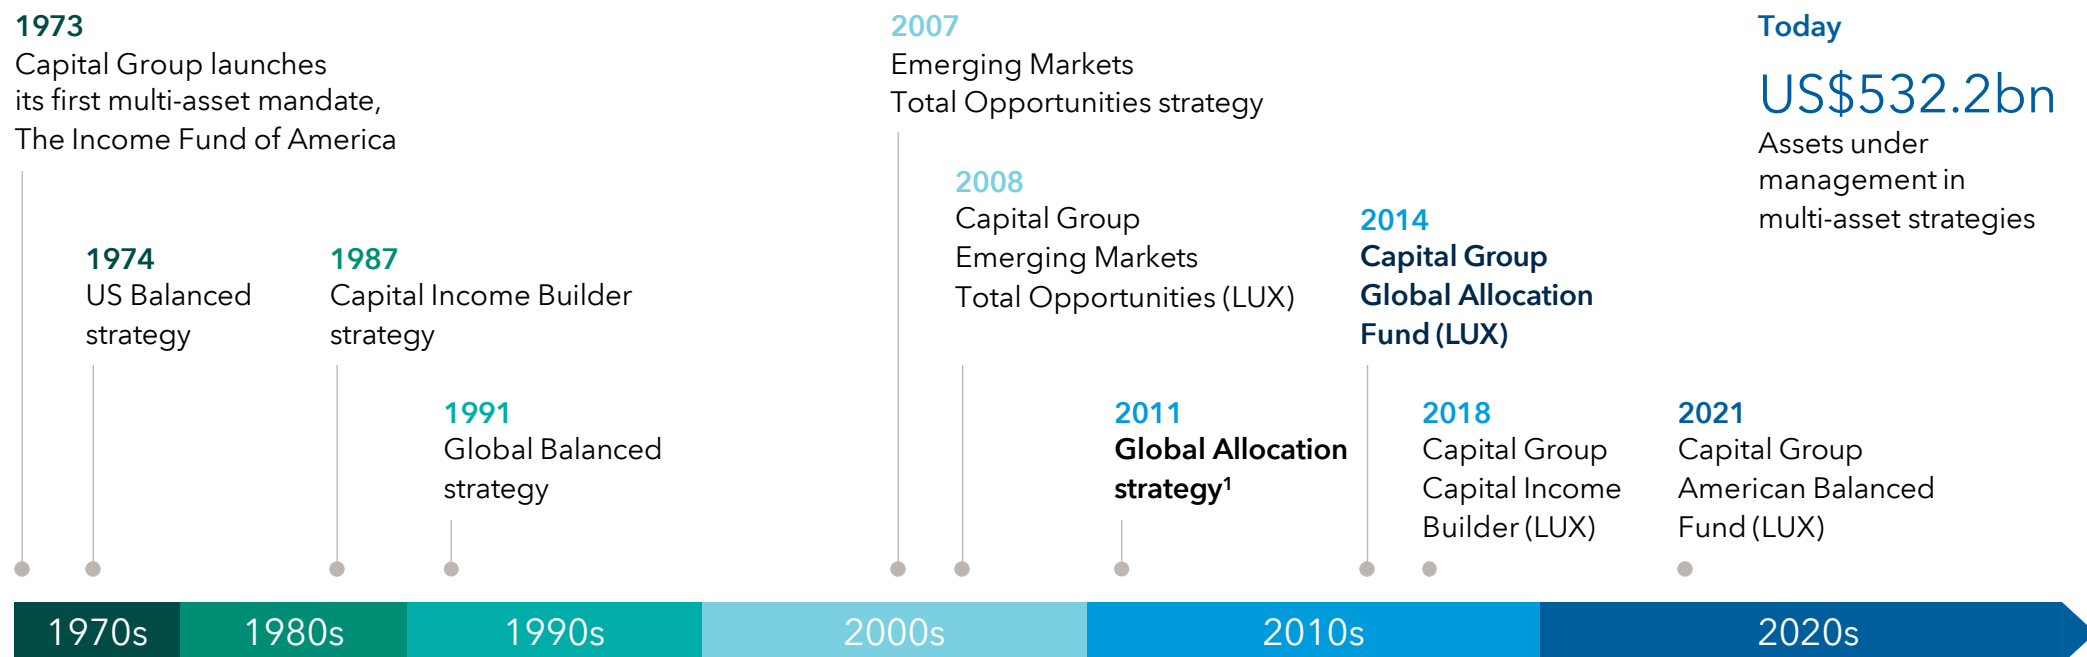 1973
Capital Group launches
its first multi-asset mandate,
The Income Fund of America
1974
US Balanced
strategy
1987
Capital Income Builder
strategy
1991
Global Balanced
strategy
2007
Emerging Markets
Total Opportunities strategy
2008
Capital Group
Emerging Markets
Total Opportunities (LUX)
2011
Global Allocation
strategy¹
2014
Capital Group
Global Allocation
Fund (LUX)
2018
Capital Group
Capital Income
Builder (LUX)
2021
Capital Group
American Balanced
Fund (LUX)
Today
US$532.2bn
Assets under
management in
multi-asset strategies
1970s
1980s
1990s
2000s
2010s
2020s